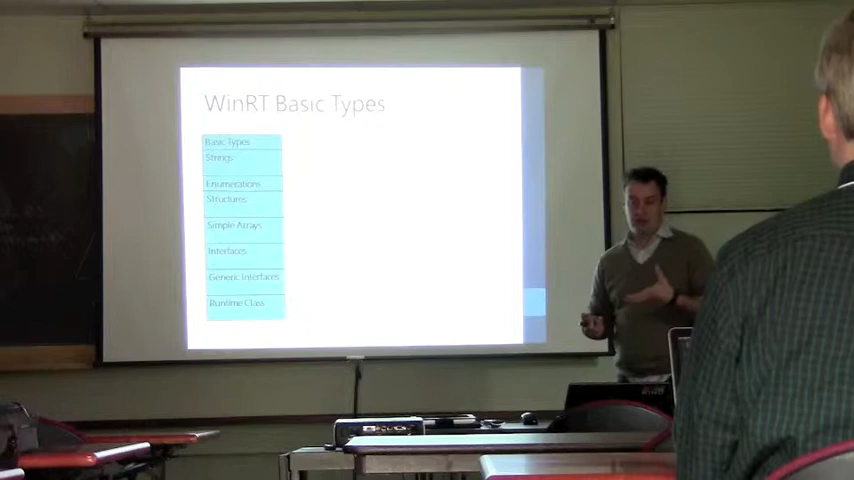 WinRT Basic Types
Basic Types
Strings
Enumerations
Structures
Simple Arrays
Interfaces
Generic Interfaces
Runtime Class